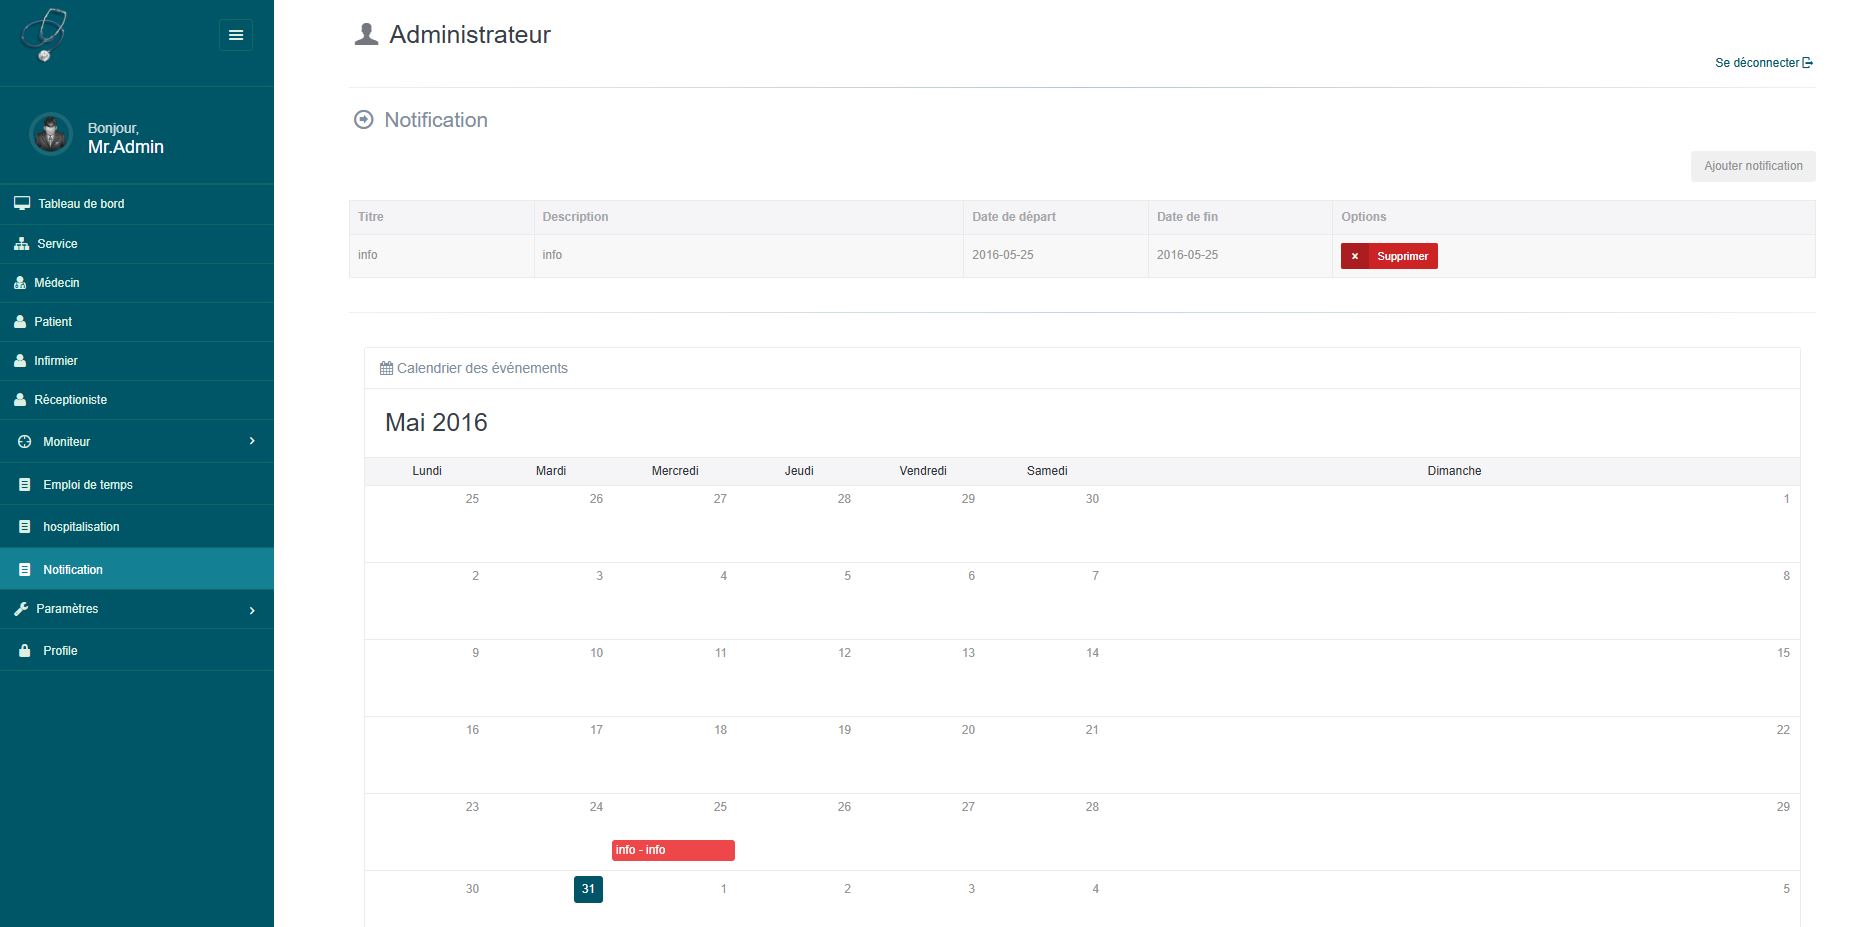 Bonjour,
Mr.Admin
Tableau de bord
Service
Médecin
Patient
Infirmier
Réceptioniste
Moniteur
Emploi de temps
hospitalisation
Notification
Paramètres
Profile
Administrateur
Se déconnecter
Notification
Ajouter notification
Titre Description Date de départ Date de fin Options
info info 2016-05-25 2016-05-25 × Supprimer
Calendrier des événements
Mai 2016
Lundi Mardi Mercredi Jeudi Vendredi Samedi Dimanche
25 26 27 28 29 30 1
2 3 4 5 6 7 8
9 10 11 12 13 14 15
16 17 18 19 20 21 22
23 24 25 26 27 28 29
info - info
30 31 1 2 3 4 5